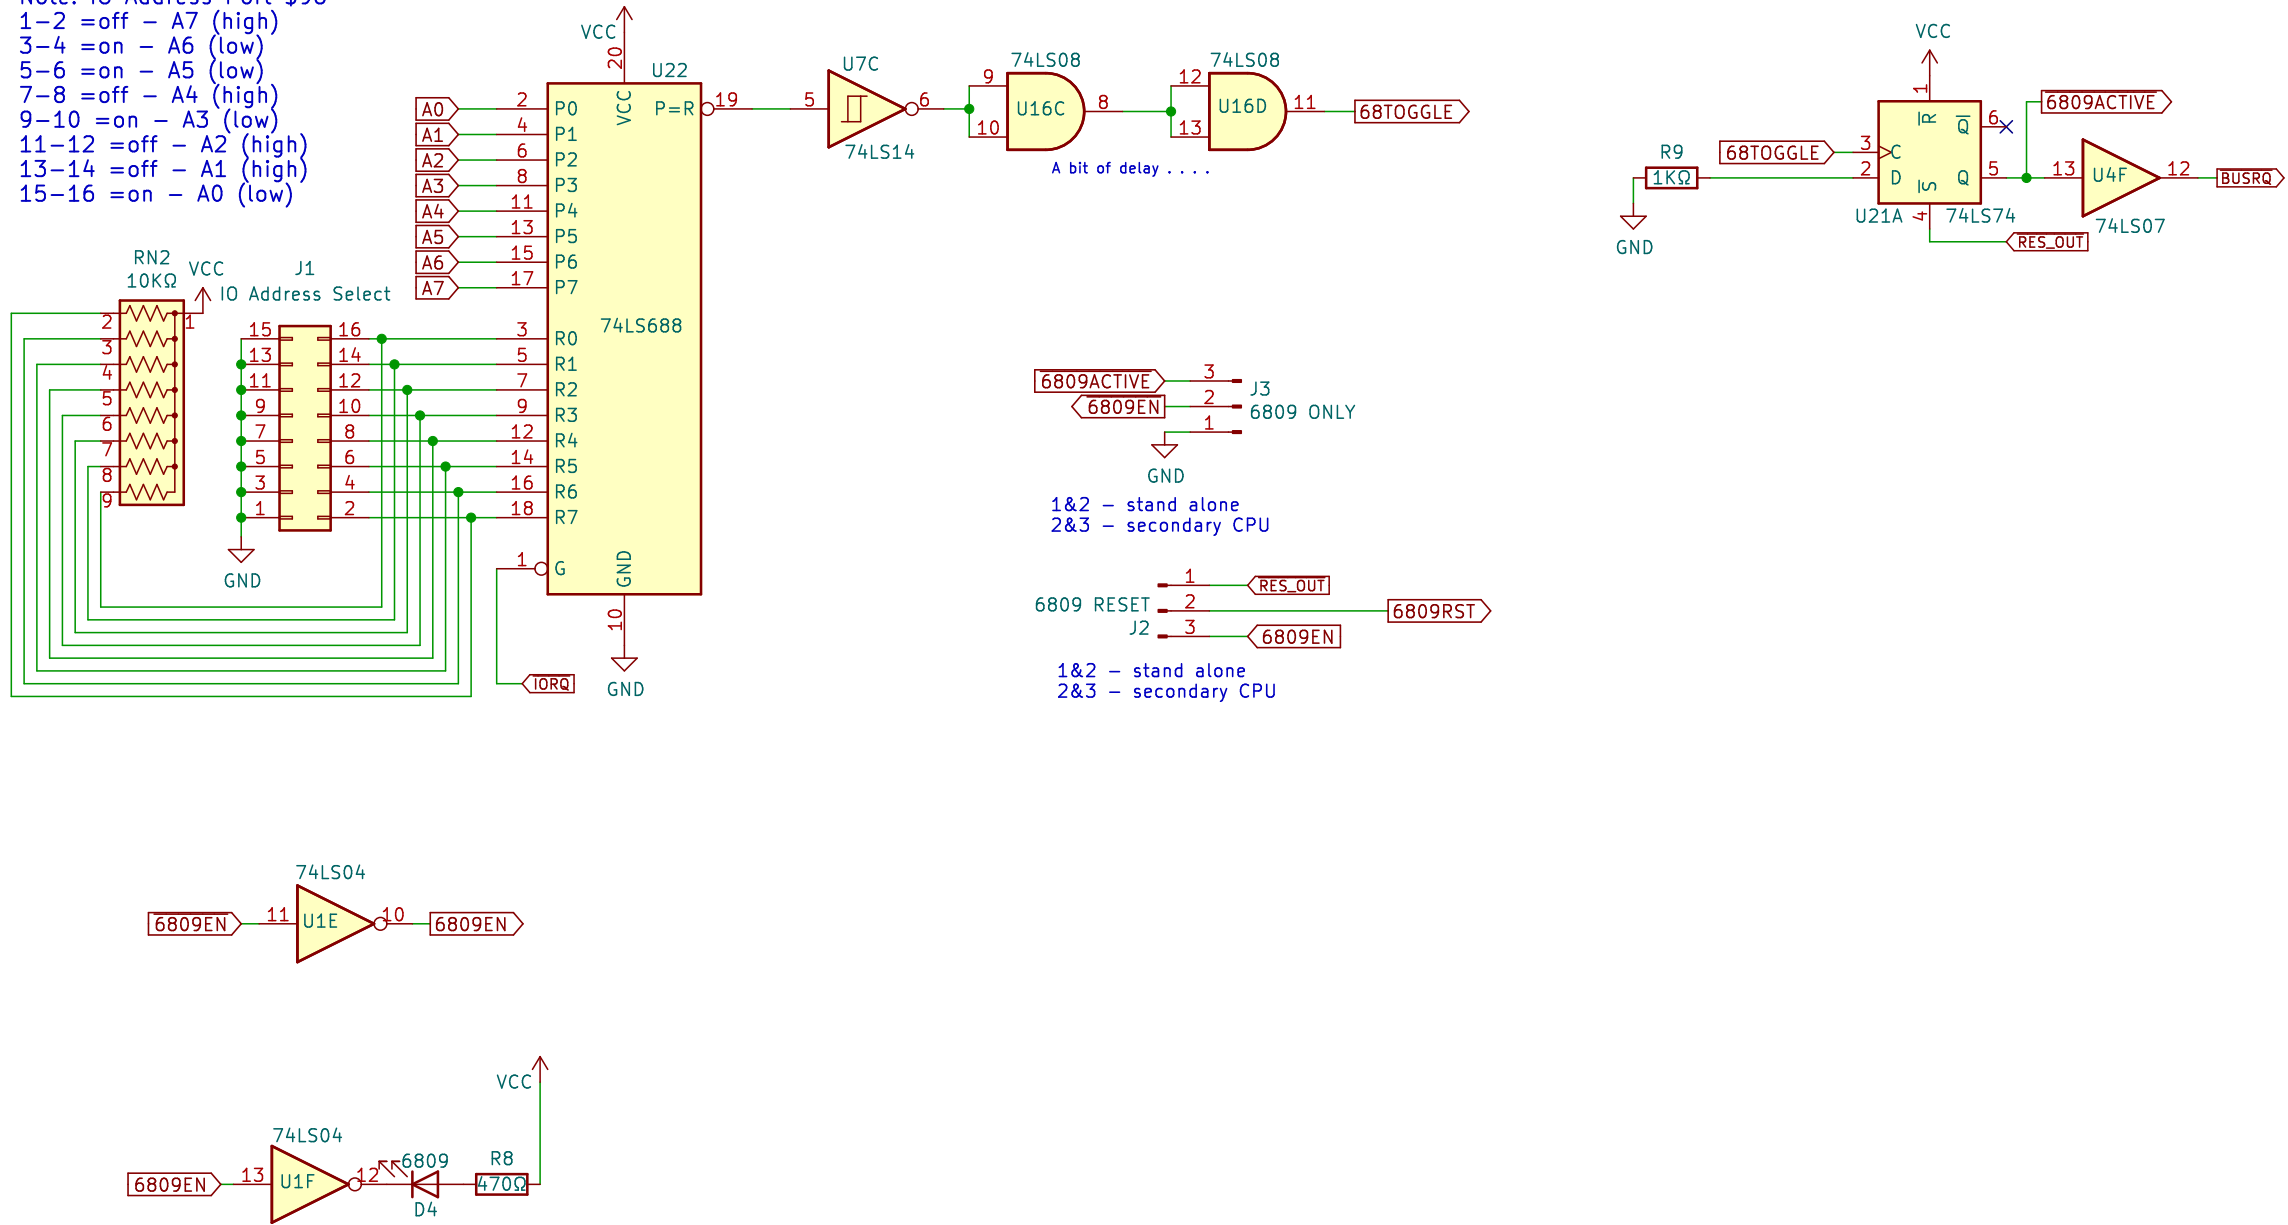 Note: IO Address Port $96
1-2 =off - A7 (high)
3-4 =on - A6 (low)
5-6 =on - A5 (low)
7-8 =off - A4 (high)
9-10 =on - A3 (low)
11-12 =off - A2 (high)
13-14 =off - A1 (high)
15-16 =on - A0 (low)
RN2
10KΩ
VCC
1
2
3
4
5
6
7
8
9
J1
IO Address Select
15 16
13 14
11 12
9 10
7 8
5 6
3 4
1 2
GND
VCC
20
U22
VCC
A0 2 P0
A1 4 P1
A2 6 P2
A3 8 P3
A4 11 P4
A5 13 P5
A6 15 P6
A7 17 P7
P=R 19
74LS688
3 R0
5 R1
7 R2
9 R3
12 R4
14 R5
16 R6
18 R7
1 G
GND
10
GND
IORQ
U7C
5 6
74LS14
74LS08
9
10
U16C
8
74LS08
12
13
U16D
11
68TOGGLE
A bit of delay . . . .
VCC
1
R
Q 6
68TOGGLE 3 C
R9
1KΩ
2 D
S
Q 5
4
U21A
74LS74
GND
RES_OUT
6809ACTIVE
13 U4F 12
74LS07
BUSRQ
6809ACTIVE 3
6809EN 2
1
J3
6809 ONLY
GND
1&2 - stand alone
2&3 - secondary CPU
1 RES_OUT
6809 RESET 2 6809RST
J2 3 6809EN
1&2 - stand alone
2&3 - secondary CPU
74LS04
6809EN 11 U1E 10 6809EN
VCC
74LS04
6809EN 13 U1F 12
6809
D4
R8
470Ω